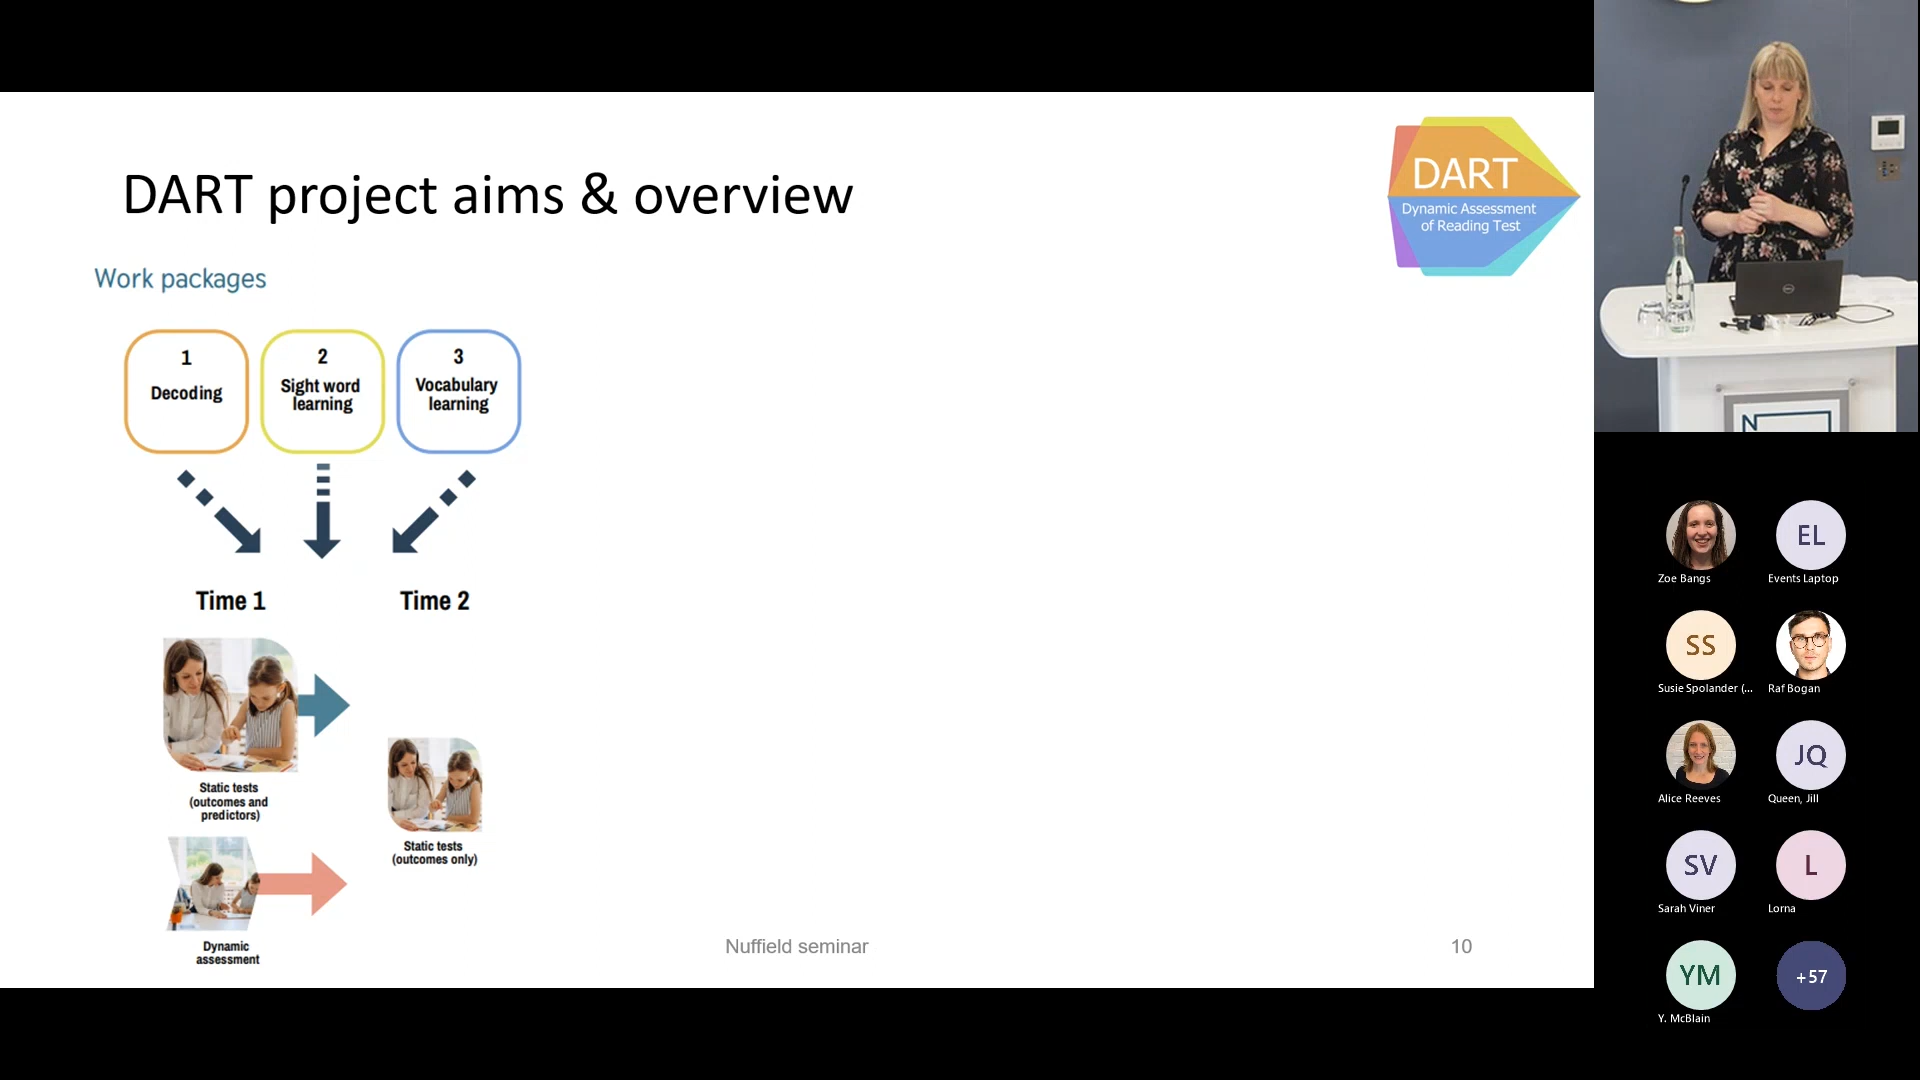 DART project aims & overview
DART
Dynamic Assessment
of Reading Test
Work packages
1
Decoding
2
Sight word
learning
3
Vocabulary
learning
Time 1
Time 2
Static tests
(outcomes and
predictors)
Static tests
(outcomes only)
Dynamic
assessment
Nuffield seminar
10
N
DELL
Zoe Bangs
EL
Events Laptop
SS
Susie Spolander (...
Raf Bogan
Alice Reeves
JQ
Queen, Jill
SV
Sarah Viner
L
Lorna
YM
Y. McBlain
+57